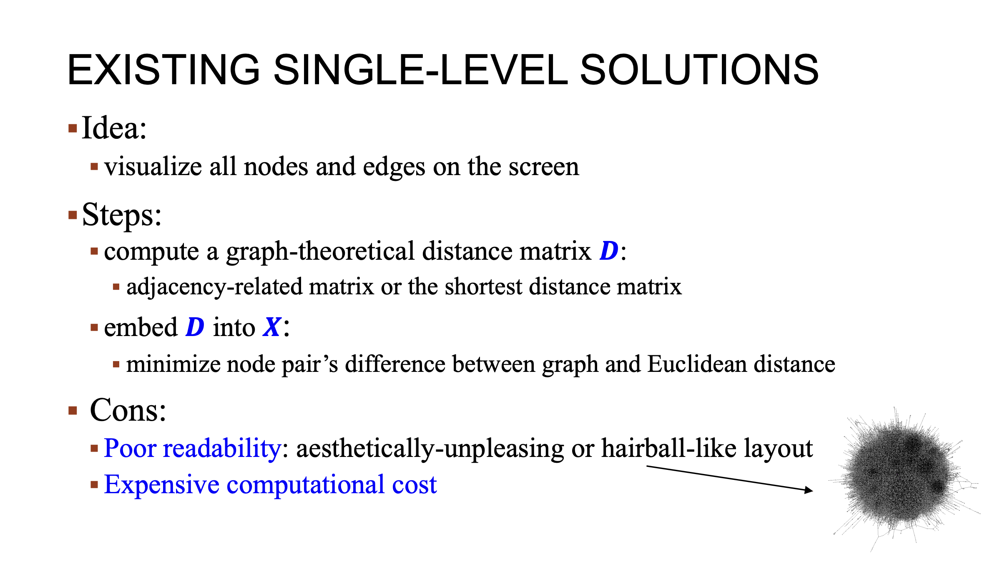 EXISTING SINGLE-LEVEL SOLUTIONS
Idea:
visualize all nodes and edges on the screen
Steps:
compute a graph-theoretical distance matrix D:
adjacency-related matrix or the shortest distance matrix
embed D into X:
minimize node pair’s difference between graph and Euclidean distance
Cons:
Poor readability: aesthetically-unpleasing or hairball-like layout
Expensive computational cost